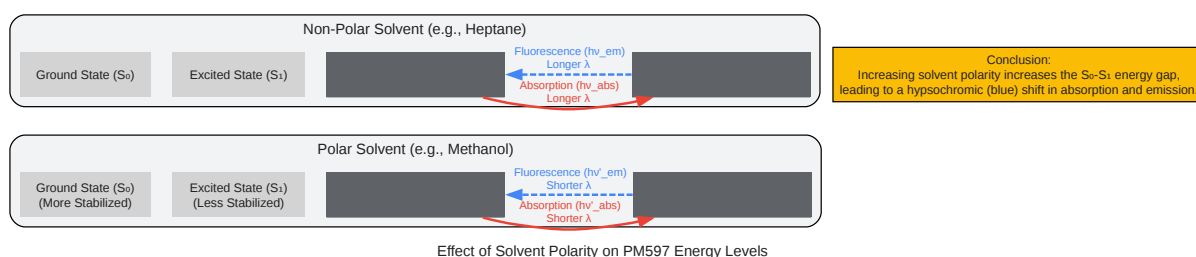 Non-Polar Solvent (e.g., Heptane)
Ground State (S₀)
Excited State (S₁)
Fluorescence (hν_em)
Longer λ
Absorption (hν_abs)
Longer λ
Conclusion:
Increasing solvent polarity increases the S₀-S₁ energy gap,
leading to a hypsochromic (blue) shift in absorption and emission.
Polar Solvent (e.g., Methanol)
Ground State (S₀)
(More Stabilized)
Excited State (S₁)
(Less Stabilized)
Fluorescence (hν'_em)
Shorter λ
Absorption (hν'_abs)
Shorter λ
Effect of Solvent Polarity on PM597 Energy Levels